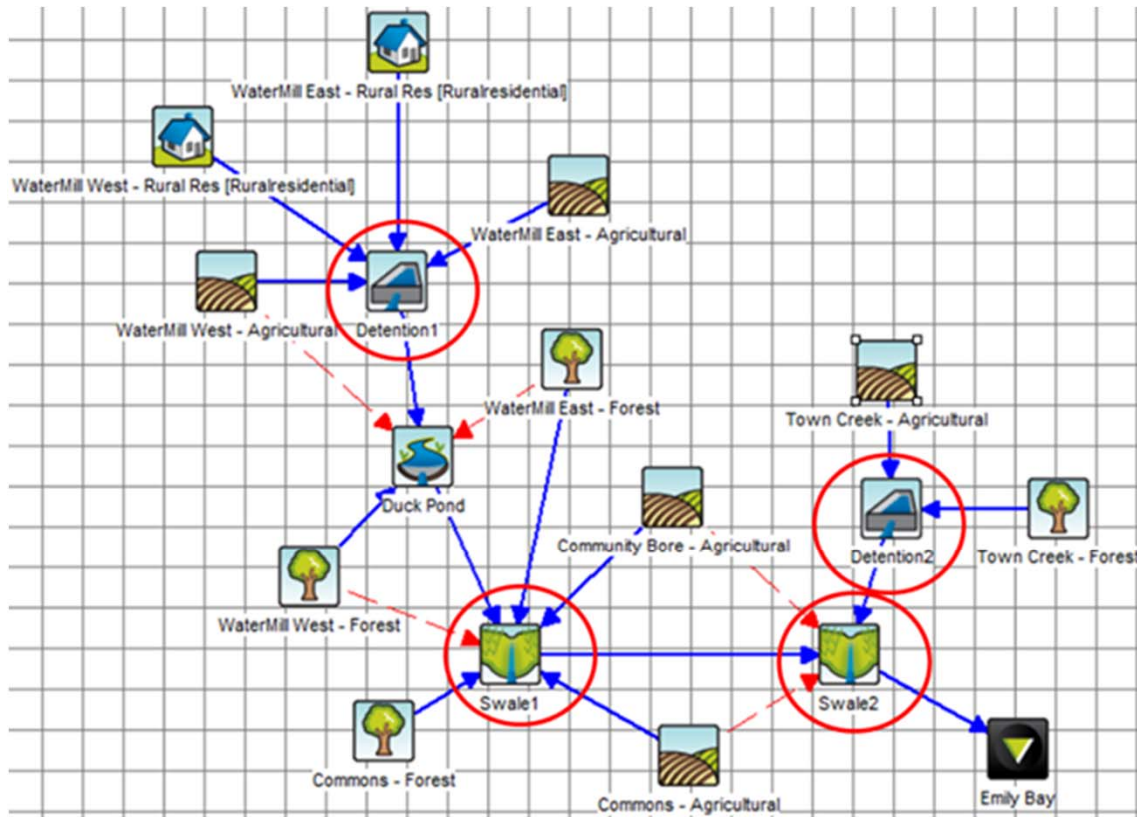 WaterMill East - Rural Res [Ruralresidential]
WaterMill West - Rural Res [Ruralresidential]
WaterMill East - Agricultural
WaterMill West - Agricultural
Detention1
WaterMill East - Forest
Town Creek - Agricultural
Duck Pond
Community Bore - Agricultural
Detention2
Town Creek - Forest
WaterMill West - Forest
Swale1
Swale2
Commons - Forest
Commons - Agricultural
Emily Bay